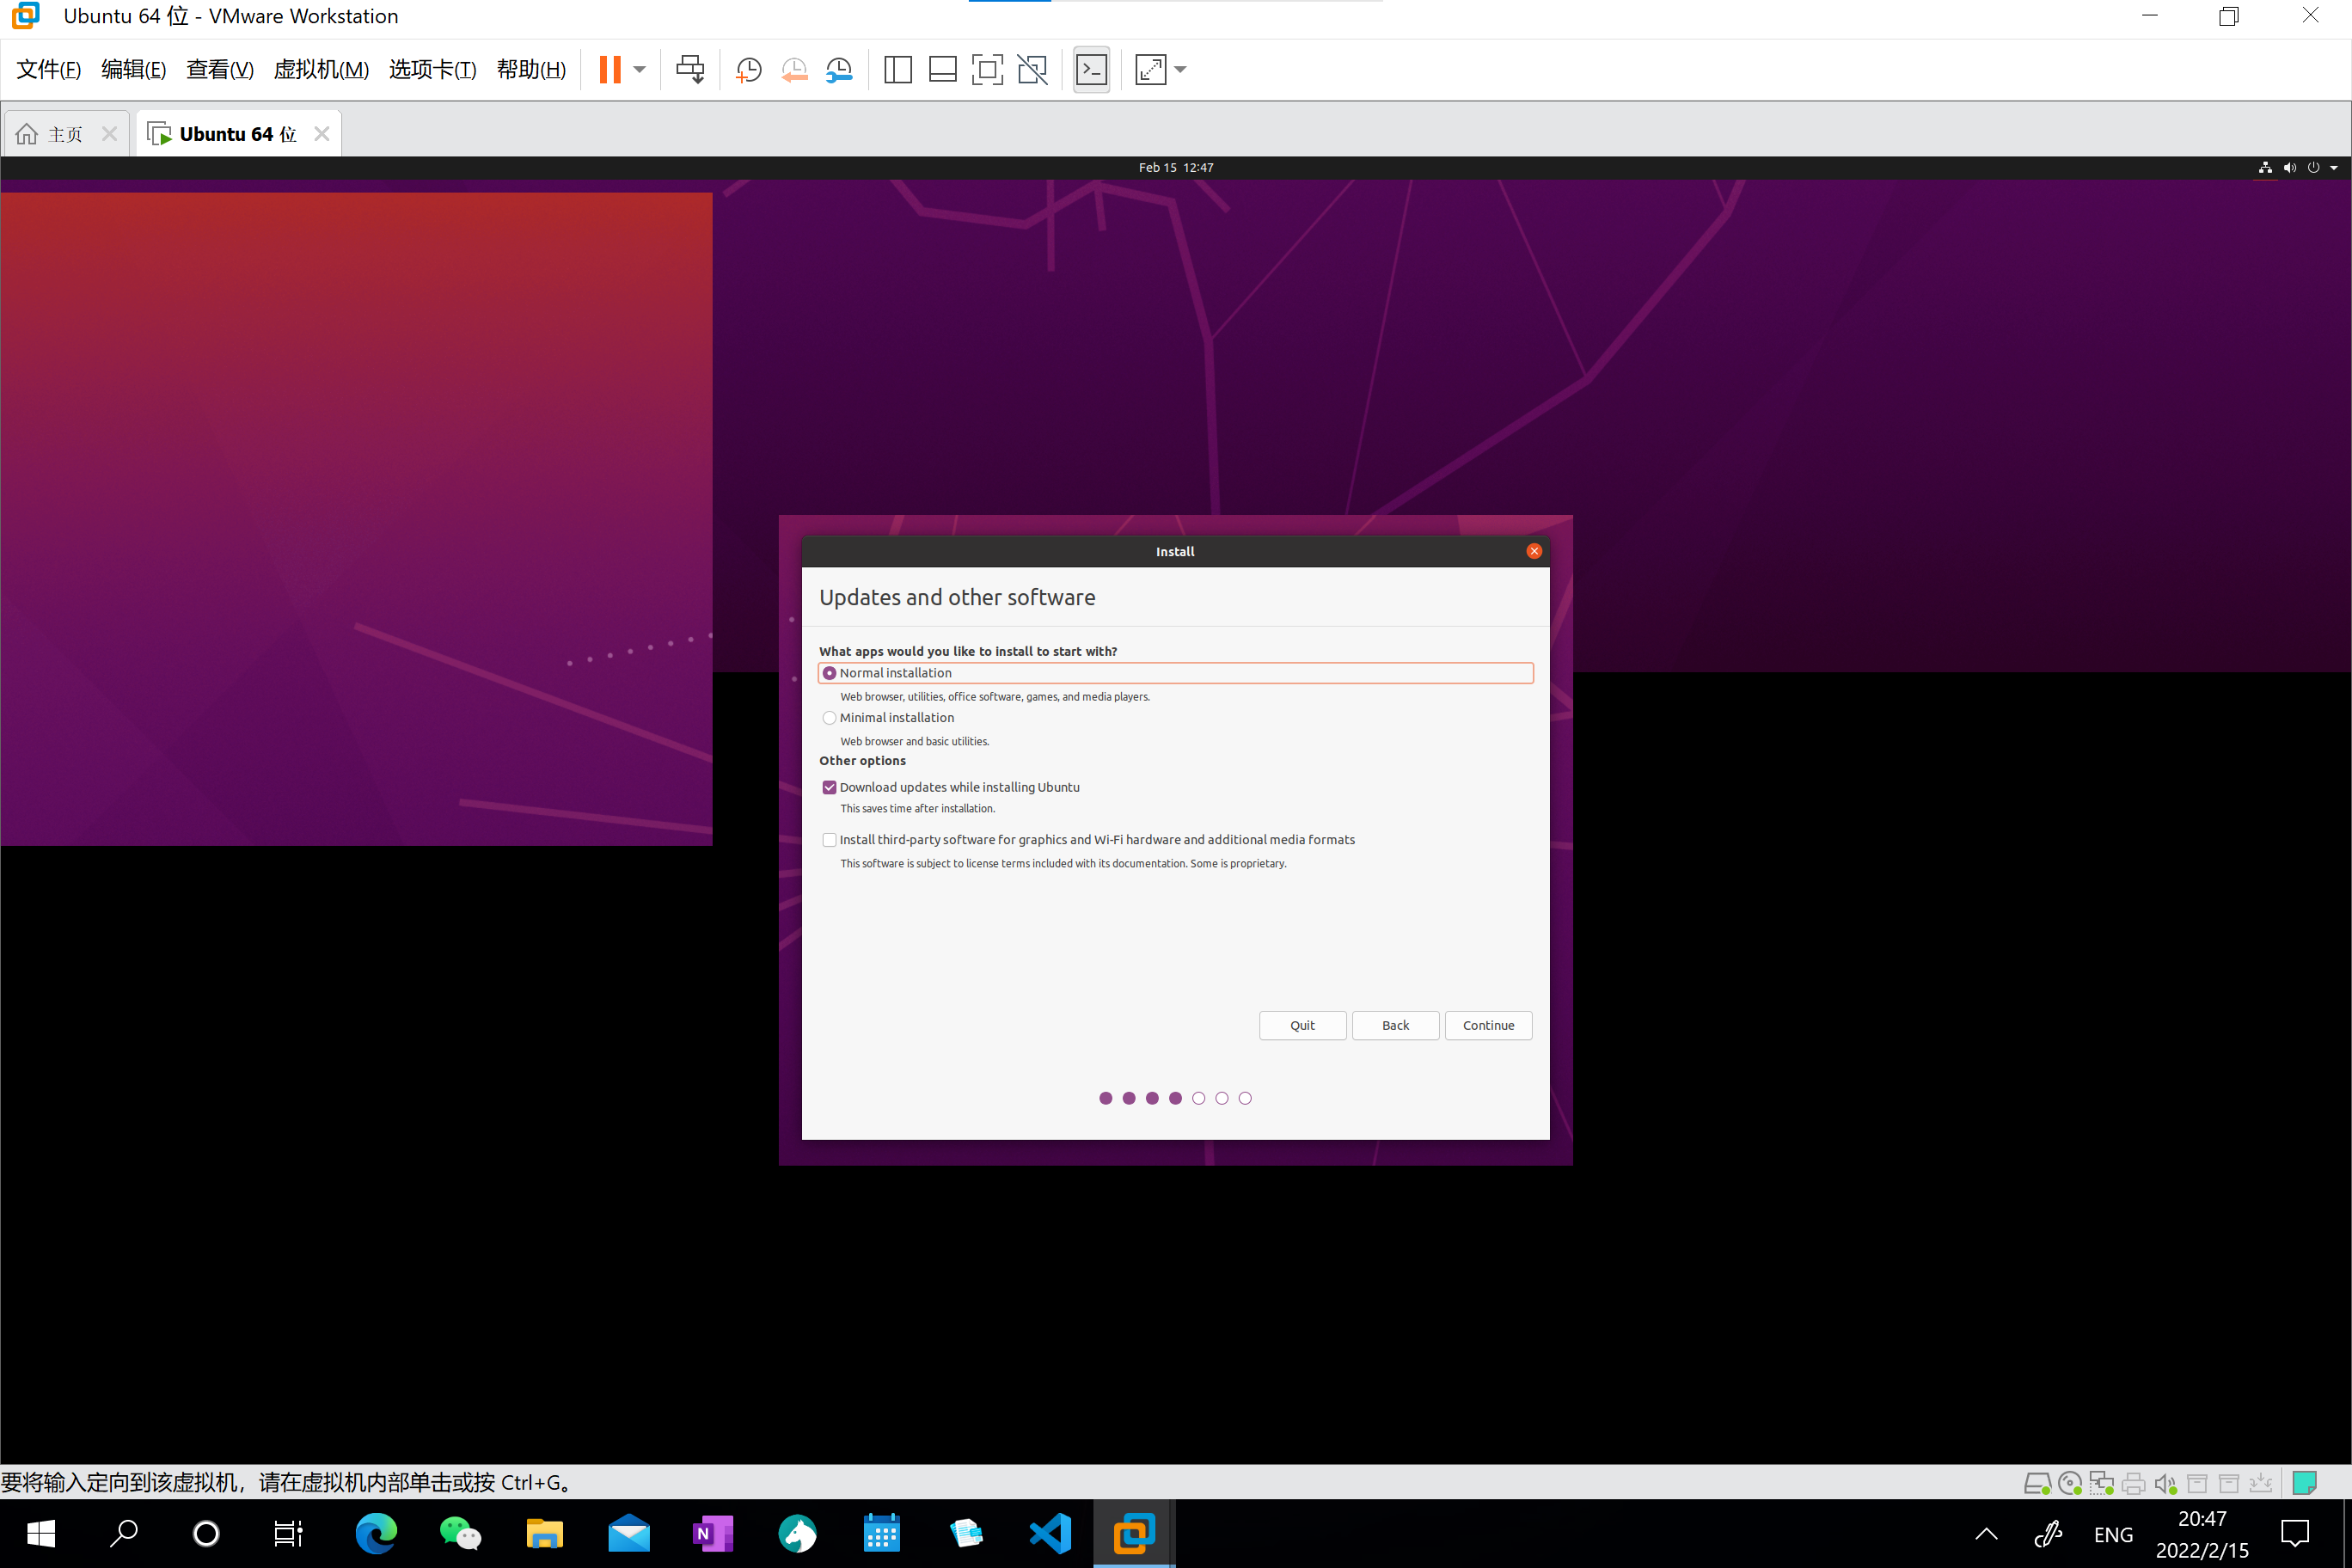 Ubuntu 64 位 - VMware Workstation
文件(F) 编辑(E) 查看(V) 虚拟机(M) 选项卡(T) 帮助(H)
主页
Ubuntu 64 位
Feb 15 12:47
Install
Updates and other software
What apps would you like to install to start with?
Normal installation
Web browser, utilities, office software, games, and media players.
Minimal installation
Web browser and basic utilities.
Other options
Download updates while installing Ubuntu
This saves time after installation.
Install third-party software for graphics and Wi-Fi hardware and additional media formats
This software is subject to license terms included with its documentation. Some is proprietary.
Quit
Back
Continue
要将输入定向到该虚拟机，请在虚拟机内部单击或按 Ctrl+G。
N
ENG
20:47
2022/2/15